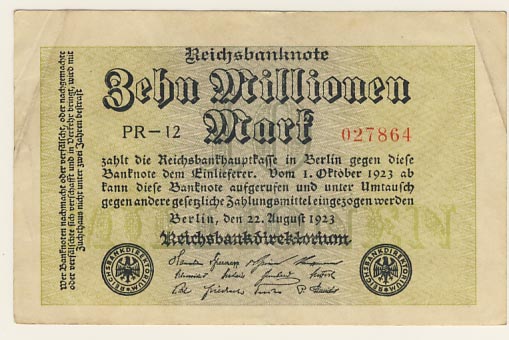 Reichsbanknote
Zehn Millionen
Mark
PR-12
027864
zahlt die Reichsbankhauptkasse in Berlin gegen diese
Banknote dem Einlieferer. Vom 1. Oktober 1923 ab
kann diese Banknote aufgerufen und unter Umtausch
gegen andere gesetzliche Zahlungsmittel eingezogen werden
Berlin, den 22. August 1923
Reichsbankdirektorium
Wer Banknoten nachmacht oder verfälscht, oder nachgemachte
oder verfälschte sich verschafft und in Verkehr bringt, wird mit
Zuchthaus nicht unter zwei Jahren bestraft
REICHSBANKDIREKTORIUM
REICHSBANKDIREKTORIUM